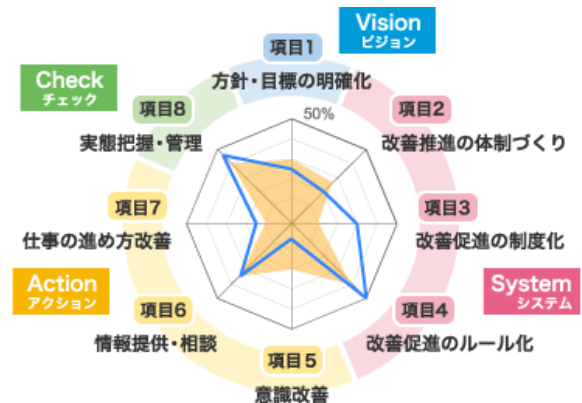 Vision
ビジョン
項目1
方針・目標の明確化
Check
チェック
項目8
実態把握・管理
50%
項目2
改善推進の体制づくり
項目7
仕事の進め方改善
項目3
改善促進の制度化
Action
アクション
項目6
情報提供・相談
System
システム
項目4
改善促進のルール化
項目5
意識改善